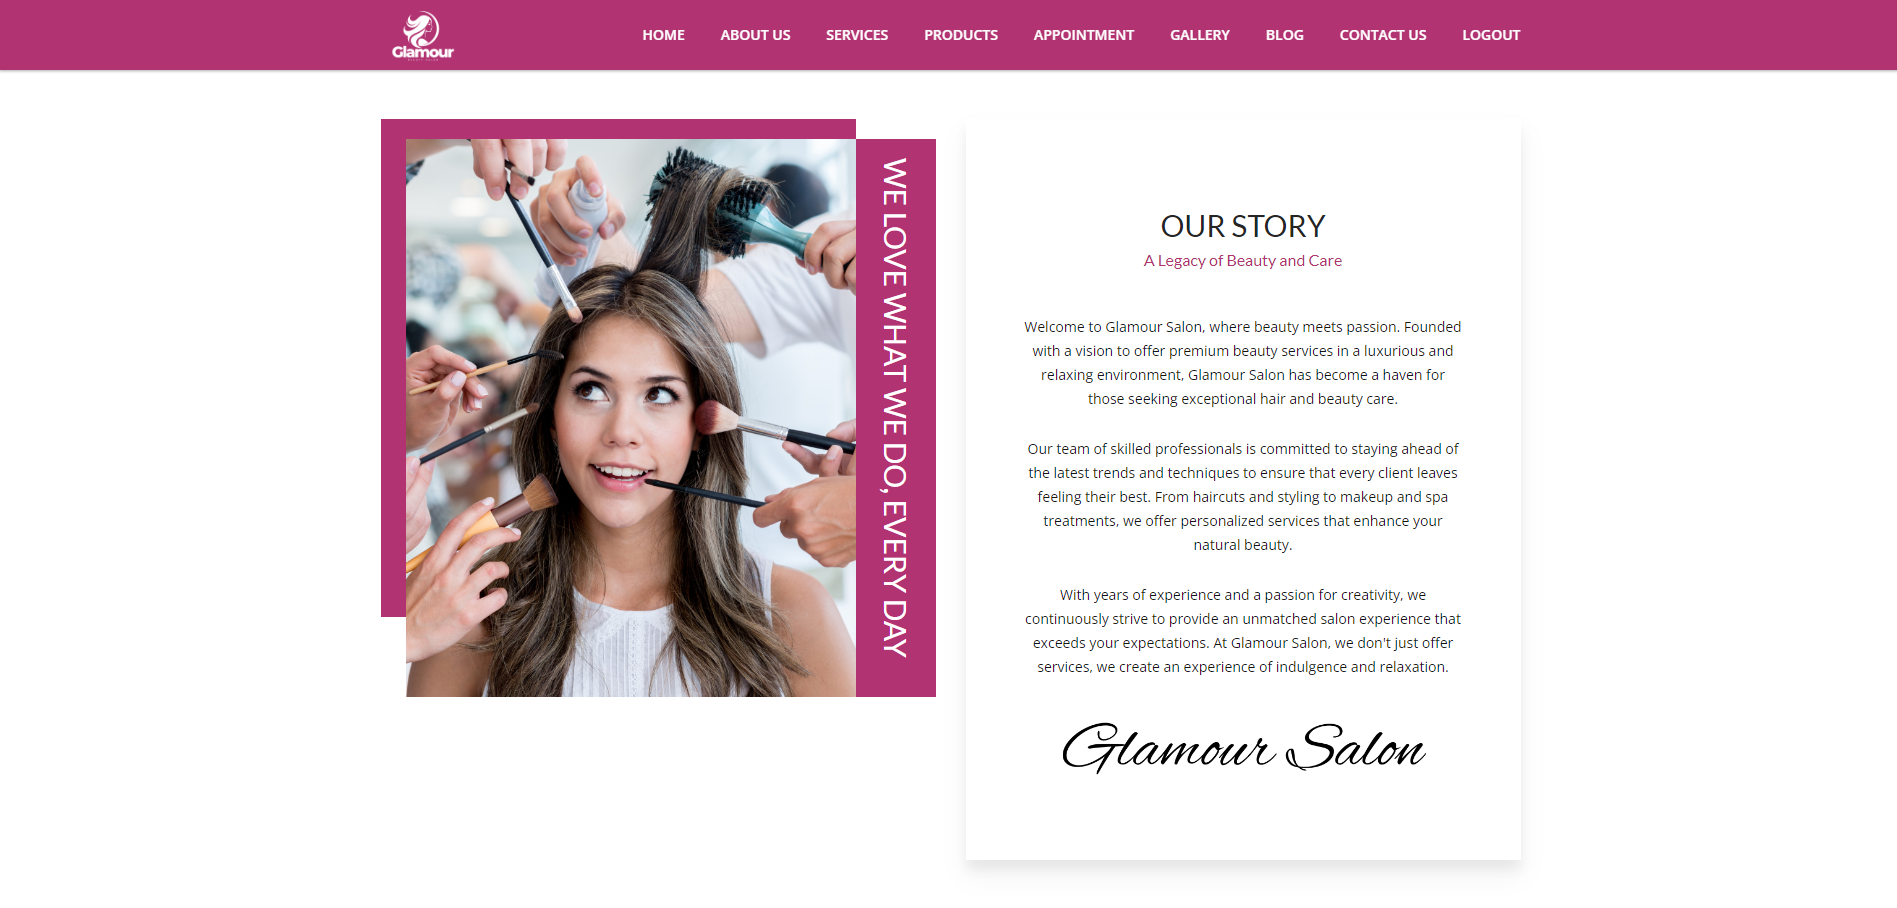 Glamour
HOME ABOUT US SERVICES PRODUCTS APPOINTMENT GALLERY BLOG CONTACT US LOGOUT
WE LOVE WHAT WE DO, EVERY DAY
OUR STORY
A Legacy of Beauty and Care
Welcome to Glamour Salon, where beauty meets passion. Founded
with a vision to offer premium beauty services in a luxurious and
relaxing environment, Glamour Salon has become a haven for
those seeking exceptional hair and beauty care.
Our team of skilled professionals is committed to staying ahead of
the latest trends and techniques to ensure that every client leaves
feeling their best. From haircuts and styling to makeup and spa
treatments, we offer personalized services that enhance your
natural beauty.
With years of experience and a passion for creativity, we
continuously strive to provide an unmatched salon experience that
exceeds your expectations. At Glamour Salon, we don't just offer
services, we create an experience of indulgence and relaxation.
Glamour Salon